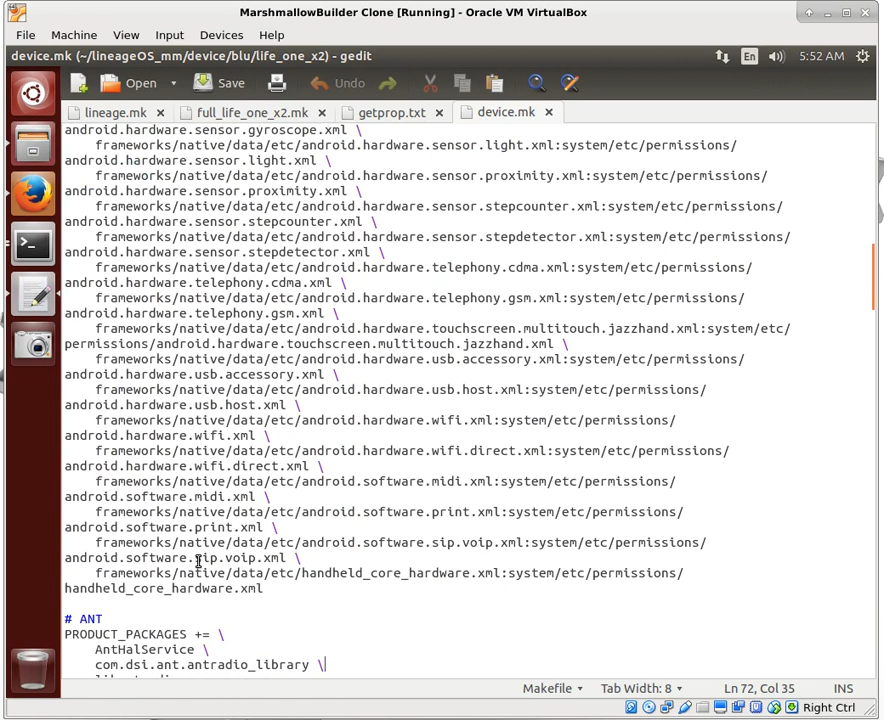 MarshmallowBuilder Clone [Running] - Oracle VM VirtualBox
File Machine View Input Devices Help
device.mk (~/lineageOS_mm/device/blu/life_one_x2) - gedit En 5:52 AM
Open Save Undo
lineage.mk full_life_one_x2.mk getprop.txt device.mk
android.hardware.sensor.gyroscope.xml \
frameworks/native/data/etc/android.hardware.sensor.light.xml:system/etc/permissions/
android.hardware.sensor.light.xml \
frameworks/native/data/etc/android.hardware.sensor.proximity.xml:system/etc/permissions/
android.hardware.sensor.proximity.xml \
frameworks/native/data/etc/android.hardware.sensor.stepcounter.xml:system/etc/permissions/
android.hardware.sensor.stepcounter.xml \
frameworks/native/data/etc/android.hardware.sensor.stepdetector.xml:system/etc/permissions/
android.hardware.sensor.stepdetector.xml \
frameworks/native/data/etc/android.hardware.telephony.cdma.xml:system/etc/permissions/
android.hardware.telephony.cdma.xml \
frameworks/native/data/etc/android.hardware.telephony.gsm.xml:system/etc/permissions/
android.hardware.telephony.gsm.xml \
frameworks/native/data/etc/android.hardware.touchscreen.multitouch.jazzhand.xml:system/etc/
permissions/android.hardware.touchscreen.multitouch.jazzhand.xml \
frameworks/native/data/etc/android.hardware.usb.accessory.xml:system/etc/permissions/
android.hardware.usb.accessory.xml \
frameworks/native/data/etc/android.hardware.usb.host.xml:system/etc/permissions/
android.hardware.usb.host.xml \
frameworks/native/data/etc/android.hardware.wifi.xml:system/etc/permissions/
android.hardware.wifi.xml \
frameworks/native/data/etc/android.hardware.wifi.direct.xml:system/etc/permissions/
android.hardware.wifi.direct.xml \
frameworks/native/data/etc/android.software.midi.xml:system/etc/permissions/
android.software.midi.xml \
frameworks/native/data/etc/android.software.print.xml:system/etc/permissions/
android.software.print.xml \
frameworks/native/data/etc/android.software.sip.voip.xml:system/etc/permissions/
android.software.sip.voip.xml \
frameworks/native/data/etc/handheld_core_hardware.xml:system/etc/permissions/
handheld_core_hardware.xml
# ANT
PRODUCT_PACKAGES += \
AntHalService \
com.dsi.ant.antradio_library \
Makefile Tab Width: 8 Ln 72, Col 35 INS
Right Ctrl